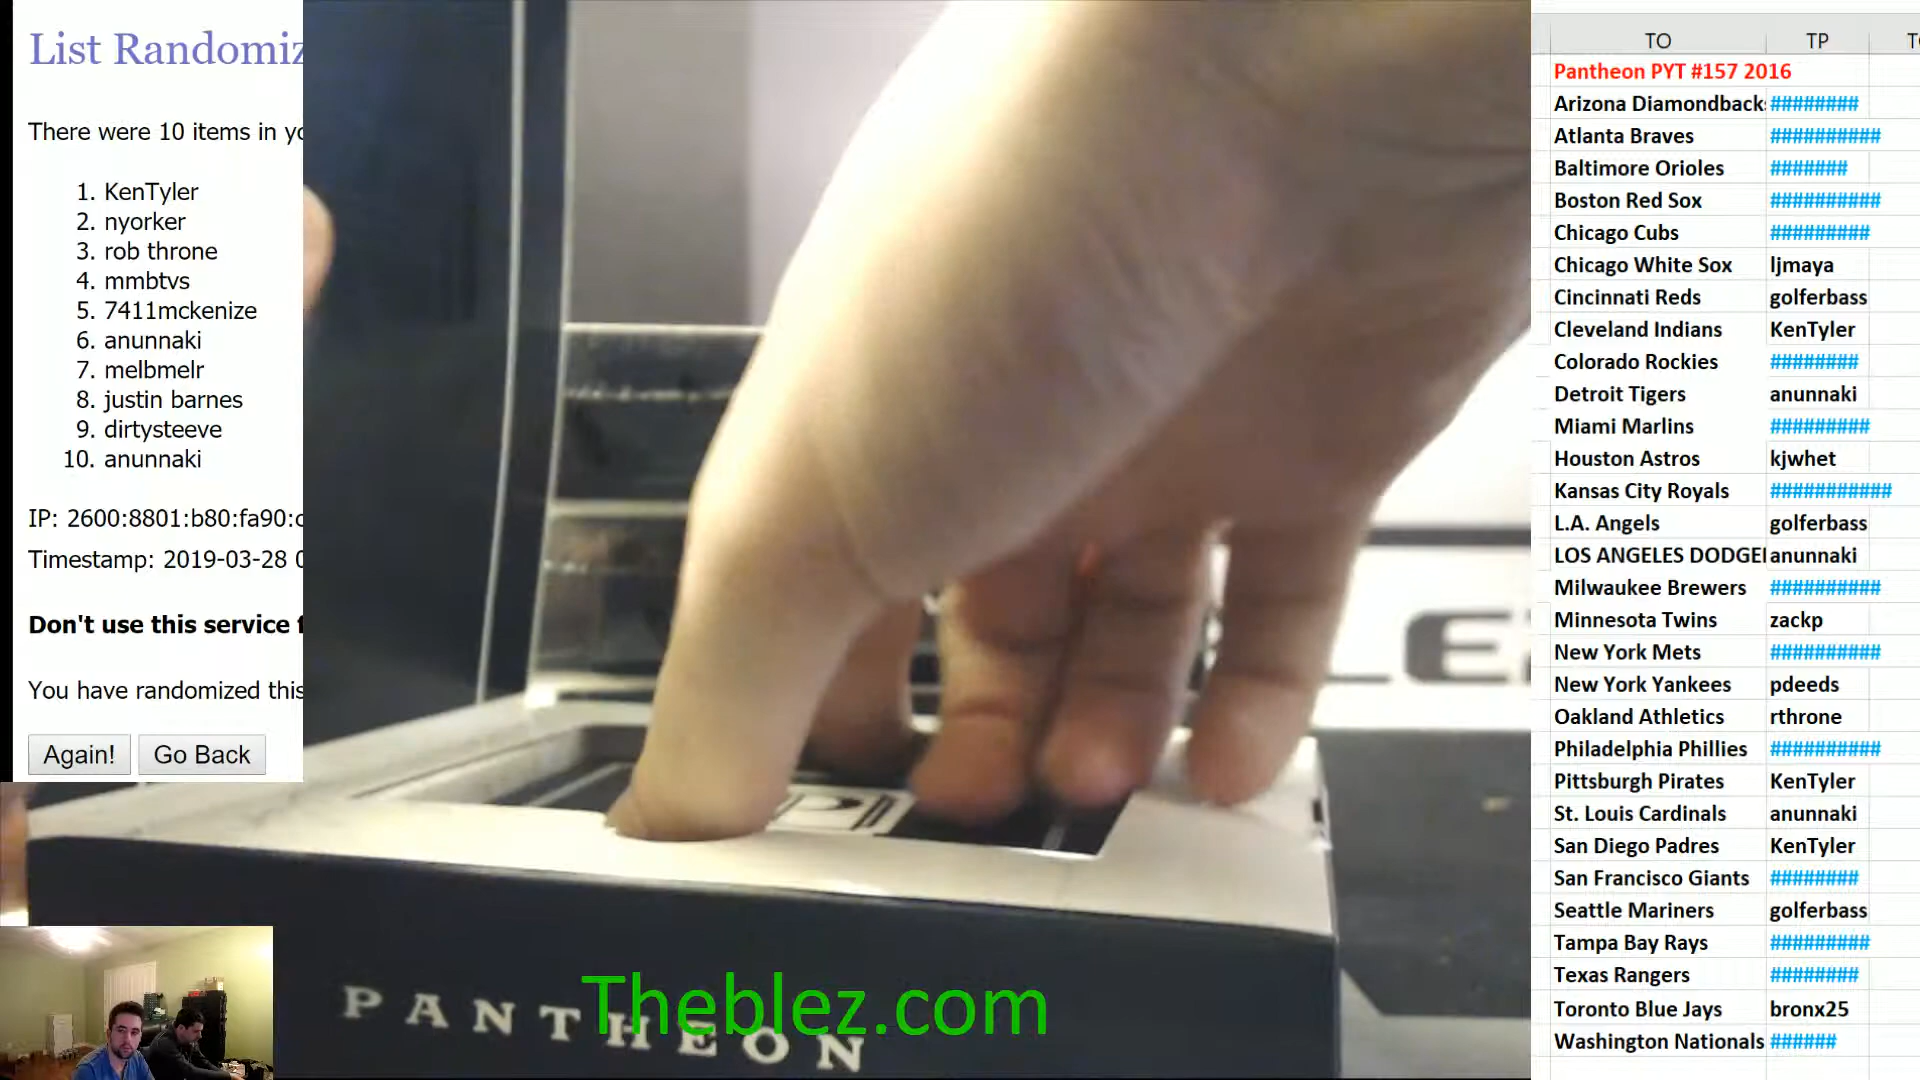 List Randomiz
There were 10 items in yo
1. KenTyler
2. nyorker
3. rob throne
4. mmbtvs
5. 7411mckenize
6. anunnaki
7. melbmelr
8. justin barnes
9. dirtysteeve
10. anunnaki
IP: 2600:8801:b80:fa90:c
Timestamp: 2019-03-28 0
Don't use this service f
You have randomized this
Again! Go Back
PANTHEON
Theblez.com
LE
TO TP
Pantheon PYT #157 2016
Arizona Diamondbacks ########
Atlanta Braves ##########
Baltimore Orioles #######
Boston Red Sox ##########
Chicago Cubs #########
Chicago White Sox ljmaya
Cincinnati Reds golferbass
Cleveland Indians KenTyler
Colorado Rockies ########
Detroit Tigers anunnaki
Miami Marlins #########
Houston Astros kjwhet
Kansas City Royals ###########
L.A. Angels golferbass
LOS ANGELES DODGE anunnaki
Milwaukee Brewers ##########
Minnesota Twins zackp
New York Mets ##########
New York Yankees pdeeds
Oakland Athletics rthrone
Philadelphia Phillies ##########
Pittsburgh Pirates KenTyler
St. Louis Cardinals anunnaki
San Diego Padres KenTyler
San Francisco Giants ########
Seattle Mariners golferbass
Tampa Bay Rays #########
Texas Rangers ########
Toronto Blue Jays bronx25
Washington Nationals ######